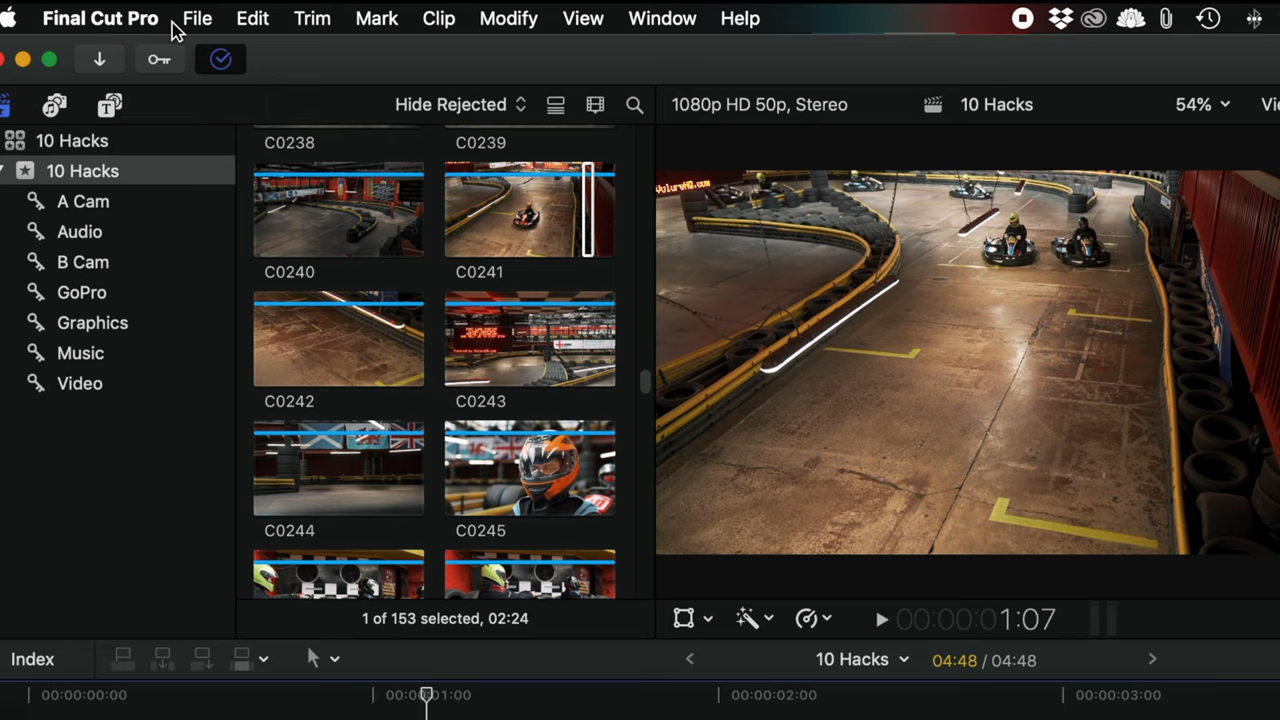 Final Cut Pro File Edit Trim Mark Clip Modify View Window Help
Hide Rejected 1080p HD 50p, Stereo 10 Hacks 54%
10 Hacks
10 Hacks
A Cam
Audio
B Cam
GoPro
Graphics
Music
Video
C0238 C0239
C0240 C0241
C0242 C0243
C0244 C0245
1 of 153 selected, 02:24
00:00:00:01:07
Index 10 Hacks 04:48 / 04:48
00:00:00:00 00:00:01:00 00:00:02:00 00:00:03:00